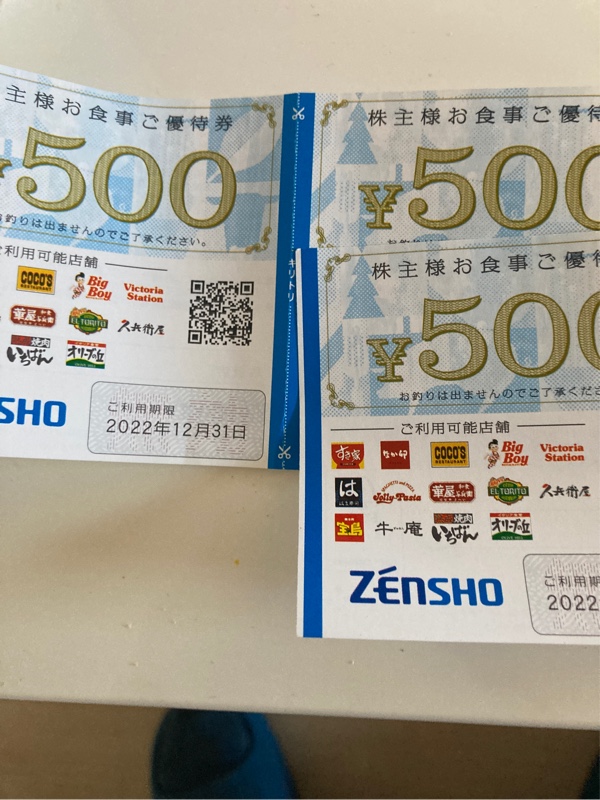 主様お食事ご優待券
¥500
お釣りは出ませんのでご了承ください。
ご利用可能店舗
COCO'S
RESTAURANT
Big Boy
Victoria Station
華屋与兵衛
EL TORITO
久兵衛屋
焼肉いちばん
オリーブの丘
NSHO
ご利用期限
2022年12月31日
キリトリ
株主様お食事ご優待
¥500
株主様お食事ご優待
¥500
お釣りは出ませんのでご了承くださ
ご利用可能店舗
すき家
なか卯
COCO'S
RESTAURANT
Big Boy
Victoria Station
は
Jolly-Pasta
華屋与兵衛
EL TORITO
久兵衛屋
宝島
牛庵
焼肉いちばん
オリーブの丘
ZENSHO
ご利用期
2022